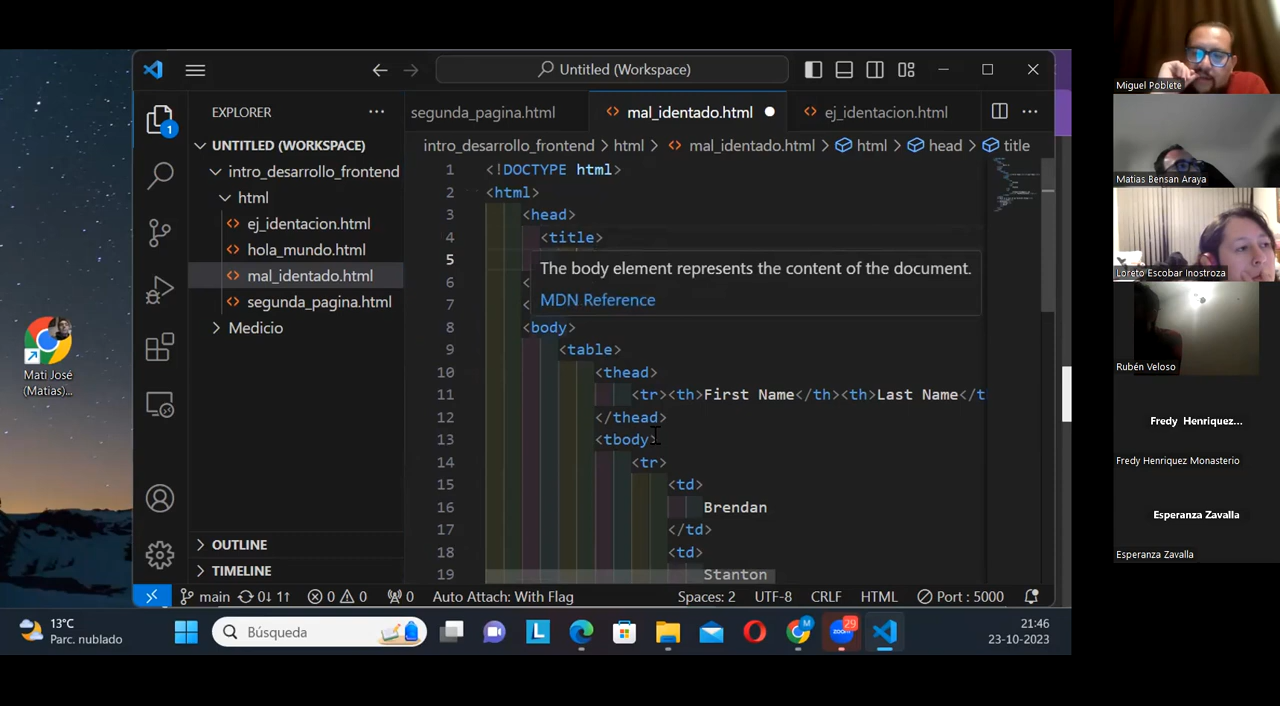 Untitled (Workspace)
EXPLORER
segunda_pagina.html
mal_identado.html
ej_identacion.html
1
UNTITLED (WORKSPACE)
intro_desarrollo_frontend
html
ej_identacion.html
hola_mundo.html
mal_identado.html
segunda_pagina.html
Medicio
OUTLINE
TIMELINE
intro_desarrollo_frontend > html > mal_identado.html > html > head > title
1 <!DOCTYPE html>
2 <html>
3 <head>
4 <title>
5
6 <
7 <
The body element represents the content of the document.
MDN Reference
8 <body>
9 <table>
10 <thead>
11 <tr><th>First Name</th><th>Last Name</t
12 </thead>
13 <tbody>
14 <tr>
15 <td>
16 Brendan
17 </td>
18 <td>
19 Stanton
main 0↓ 1↑ 0 0 0 Auto Attach: With Flag Spaces: 2 UTF-8 CRLF HTML Port : 5000
Mati José
(Matias)...
13°C
Parc. nublado
Búsqueda
L
M
29
zoom
21:46
23-10-2023
Miguel Poblete
Matias Bensan Araya
Loreto Escobar Inostroza
Rubén Veloso
Fredy Henriquez...
Fredy Henriquez Monasterio
Esperanza Zavalla
Esperanza Zavalla